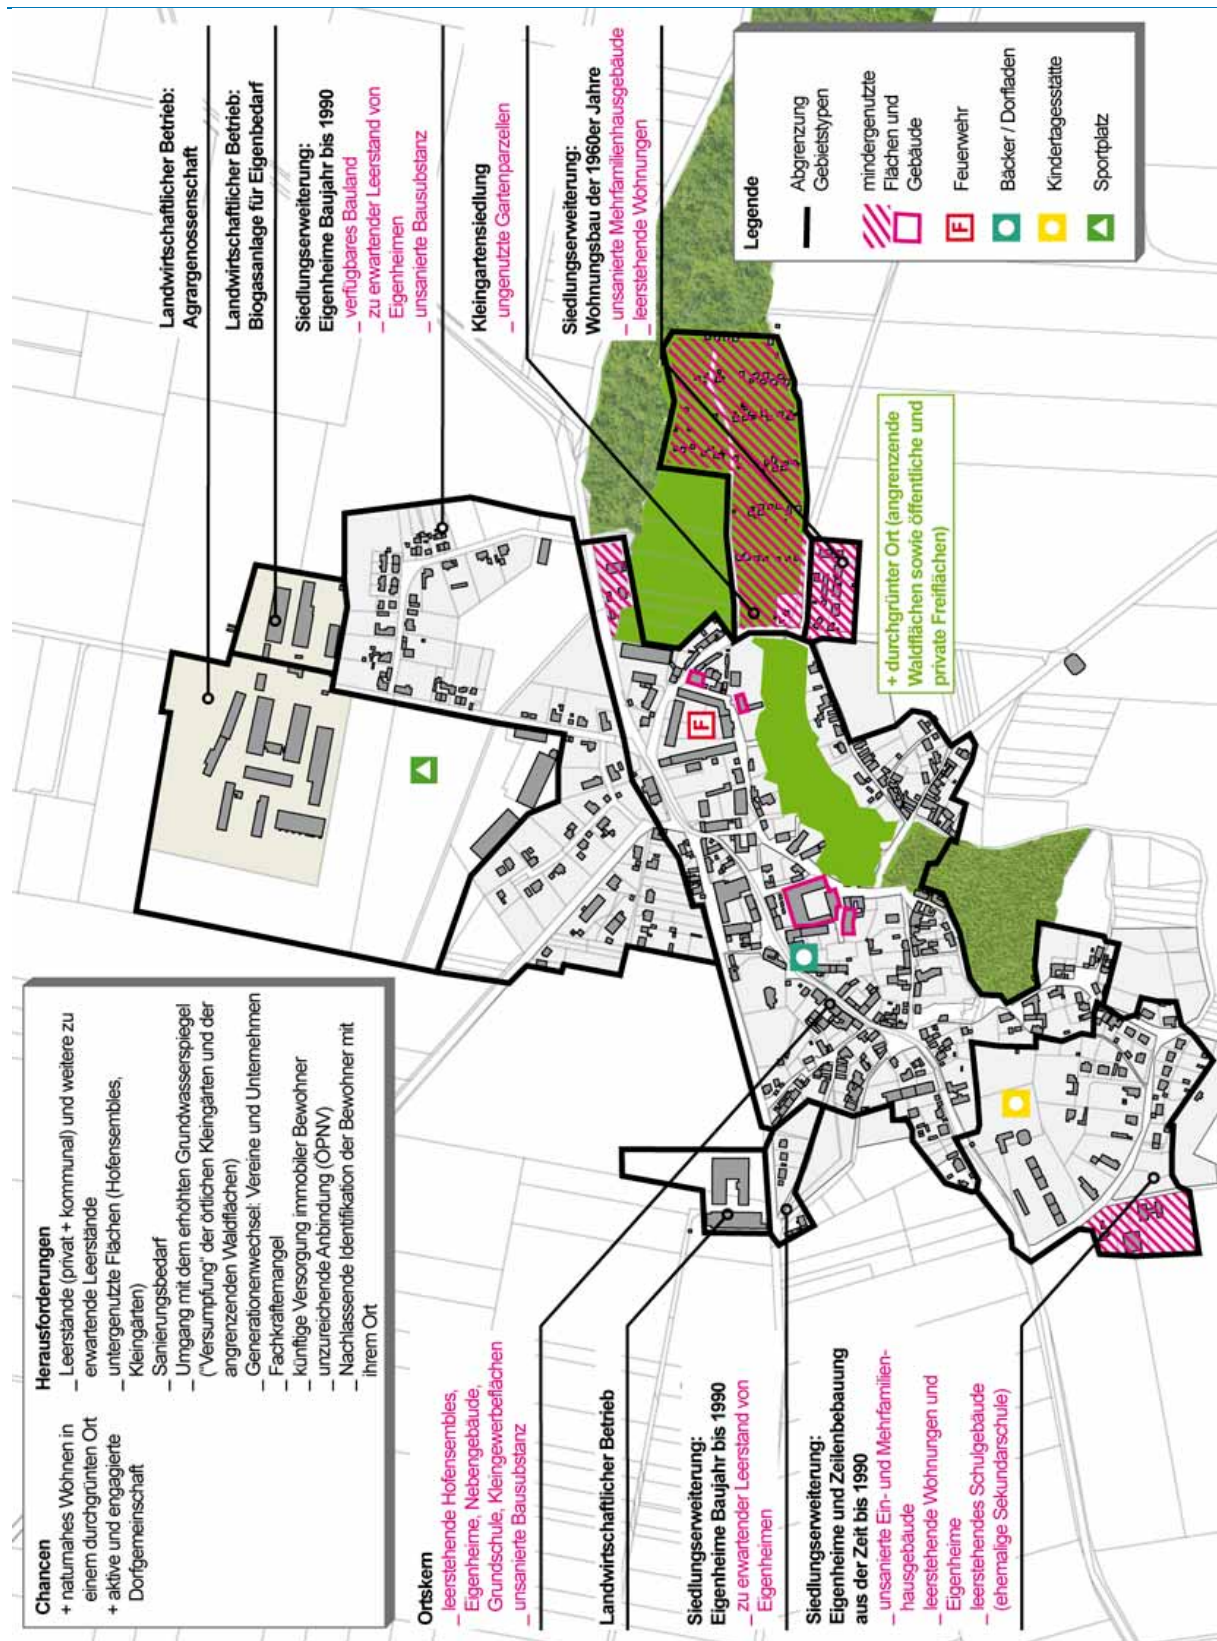 Chancen
+ naturnahes Wohnen in
einem durchgrünten Ort
+ aktive und engagierte
Dorfgemeinschaft
Herausforderungen
_ Leerstände (privat + kommunal) und weitere zu
erwartende Leerstände
_ untergenutzte Flächen (Hofensembles,
Kleingärten)
_ Sanierungsbedarf
_ Umgang mit dem erhöhten Grundwasserspiegel
("Versumpfung" der örtlichen Kleingärten und der
angrenzenden Waldflächen)
_ Generationenwechsel: Vereine und Unternehmen
_ Fachkräftemangel
_ künftige Versorgung immobiler Bewohner
_ unzureichende Anbindung (ÖPNV)
_ Nachlassende Identifikation der Bewohner mit
ihrem Ort
Ortskern
_ leerstehende Hofensembles,
Eigenheime, Nebengebäude,
Grundschule, Kleingewerbeflächen
_ unsanierte Bausubstanz
Landwirtschaftlicher Betrieb
Siedlungserweiterung:
Eigenheime Baujahr bis 1990
_ zu erwartender Leerstand von
Eigenheimen
Siedlungserweiterung:
Eigenheime und Zeilenbebauung
aus der Zeit bis 1990
_ unsanierte Ein- und Mehrfamilien-
hausgebäude
_ leerstehende Wohnungen und
_ Eigenheime
_ leerstehendes Schulgebäude
(ehemalige Sekundarschule)
Landwirtschaftlicher Betrieb:
Agrargenossenschaft
Landwirtschaftlicher Betrieb:
Biogasanlage für Eigenbedarf
Siedlungserweiterung:
Eigenheime Baujahr bis 1990
_ verfügbares Bauland
_ zu erwartender Leerstand von
Eigenheimen
_ unsanierte Bausubstanz
Kleingartensiedlung
_ ungenutzte Gartenparzellen
Siedlungserweiterung:
Wohnungsbau der 1960er Jahre
_ unsanierte Mehrfamilienhausgebäude
_ leerstehende Wohnungen
F
+ durchgrünter Ort (angrenzende
Waldflächen sowie öffentliche und
private Freiflächen)
Legende
Abgrenzung
Gebietstypen
mindergenutzte
Flächen und
Gebäude
F
Feuerwehr
Bäcker / Dorfladen
Kindertagesstätte
Sportplatz